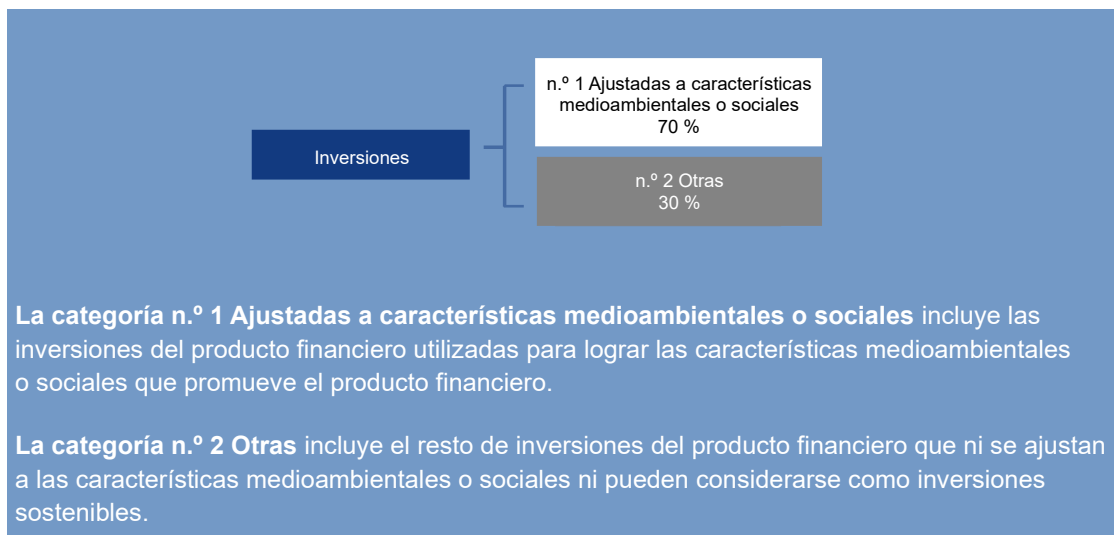 n.º 1 Ajustadas a características
medioambientales o sociales
70 %
Inversiones
n.º 2 Otras
30 %
La categoría n.º 1 Ajustadas a características medioambientales o sociales incluye las
inversiones del producto financiero utilizadas para lograr las características medioambientales
o sociales que promueve el producto financiero.
La categoría n.º 2 Otras incluye el resto de inversiones del producto financiero que ni se ajustan
a las características medioambientales o sociales ni pueden considerarse como inversiones
sostenibles.